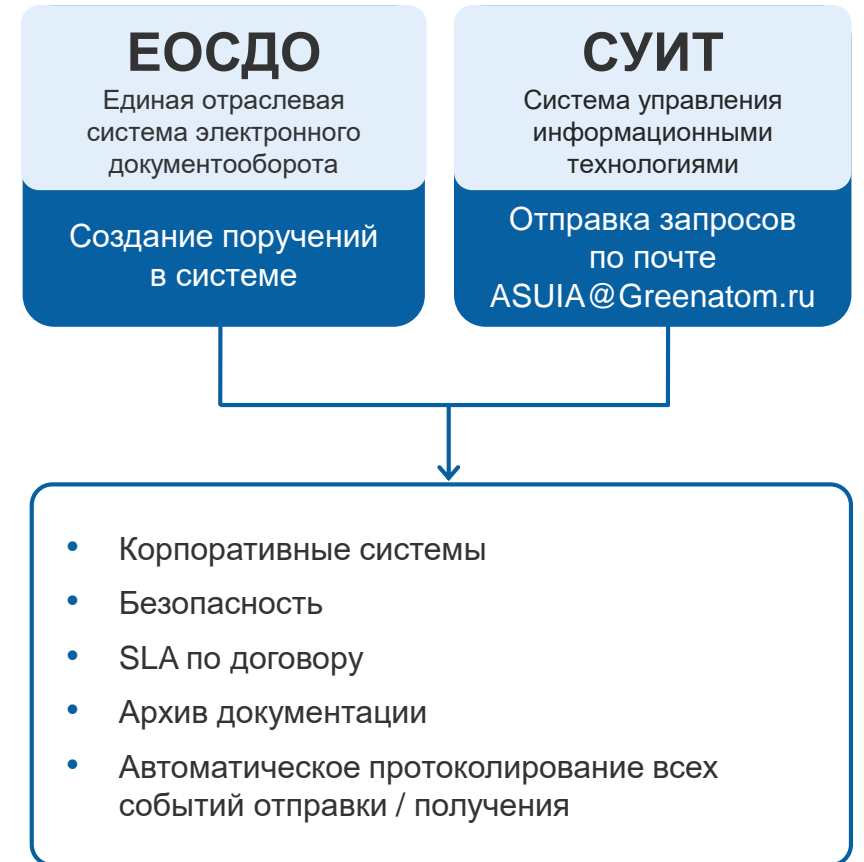 ЕОСДО
Единая отраслевая
система электронного
документооборота
Создание поручений
в системе
СУИТ
Система управления
информационными
технологиями
Отправка запросов
по почте
ASUIA@Greenatom.ru
• Корпоративные системы
• Безопасность
• SLA по договору
• Архив документации
• Автоматическое протоколирование всех
событий отправки / получения